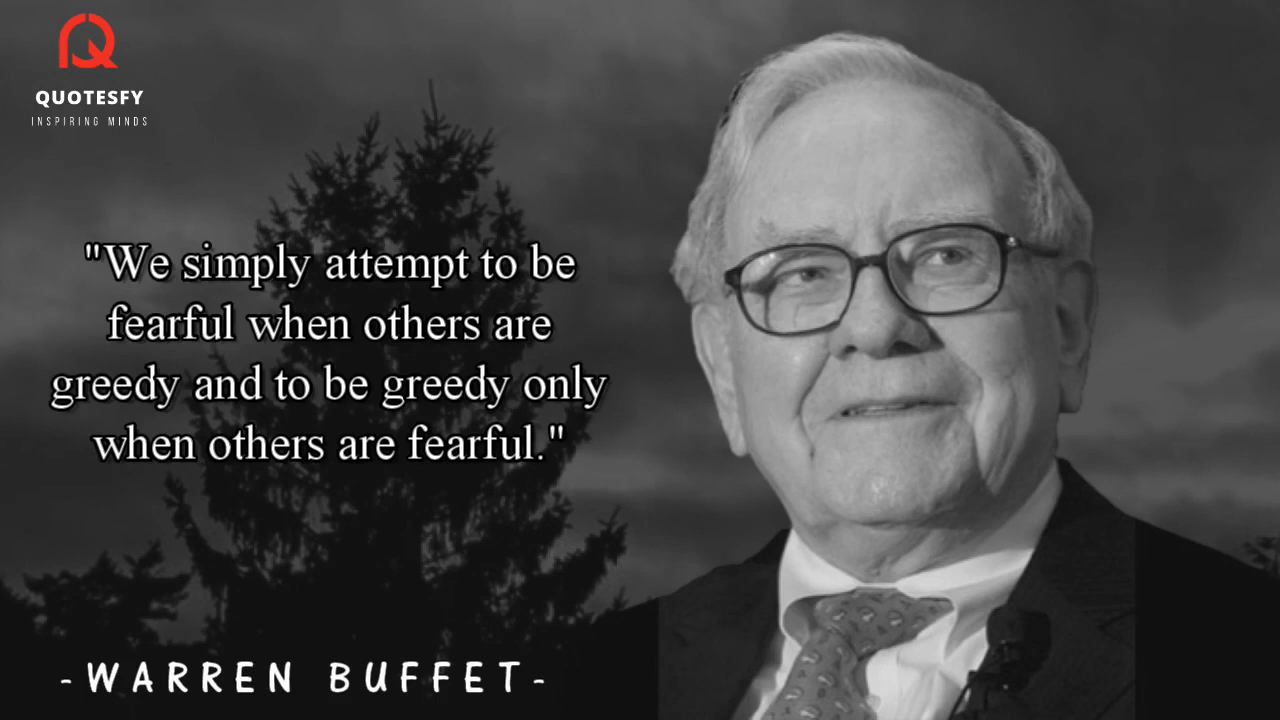 QUOTESFY
INSPIRING MINDS
"We simply attempt to be
fearful when others are
greedy and to be greedy only
when others are fearful."
-WARREN BUFFET-